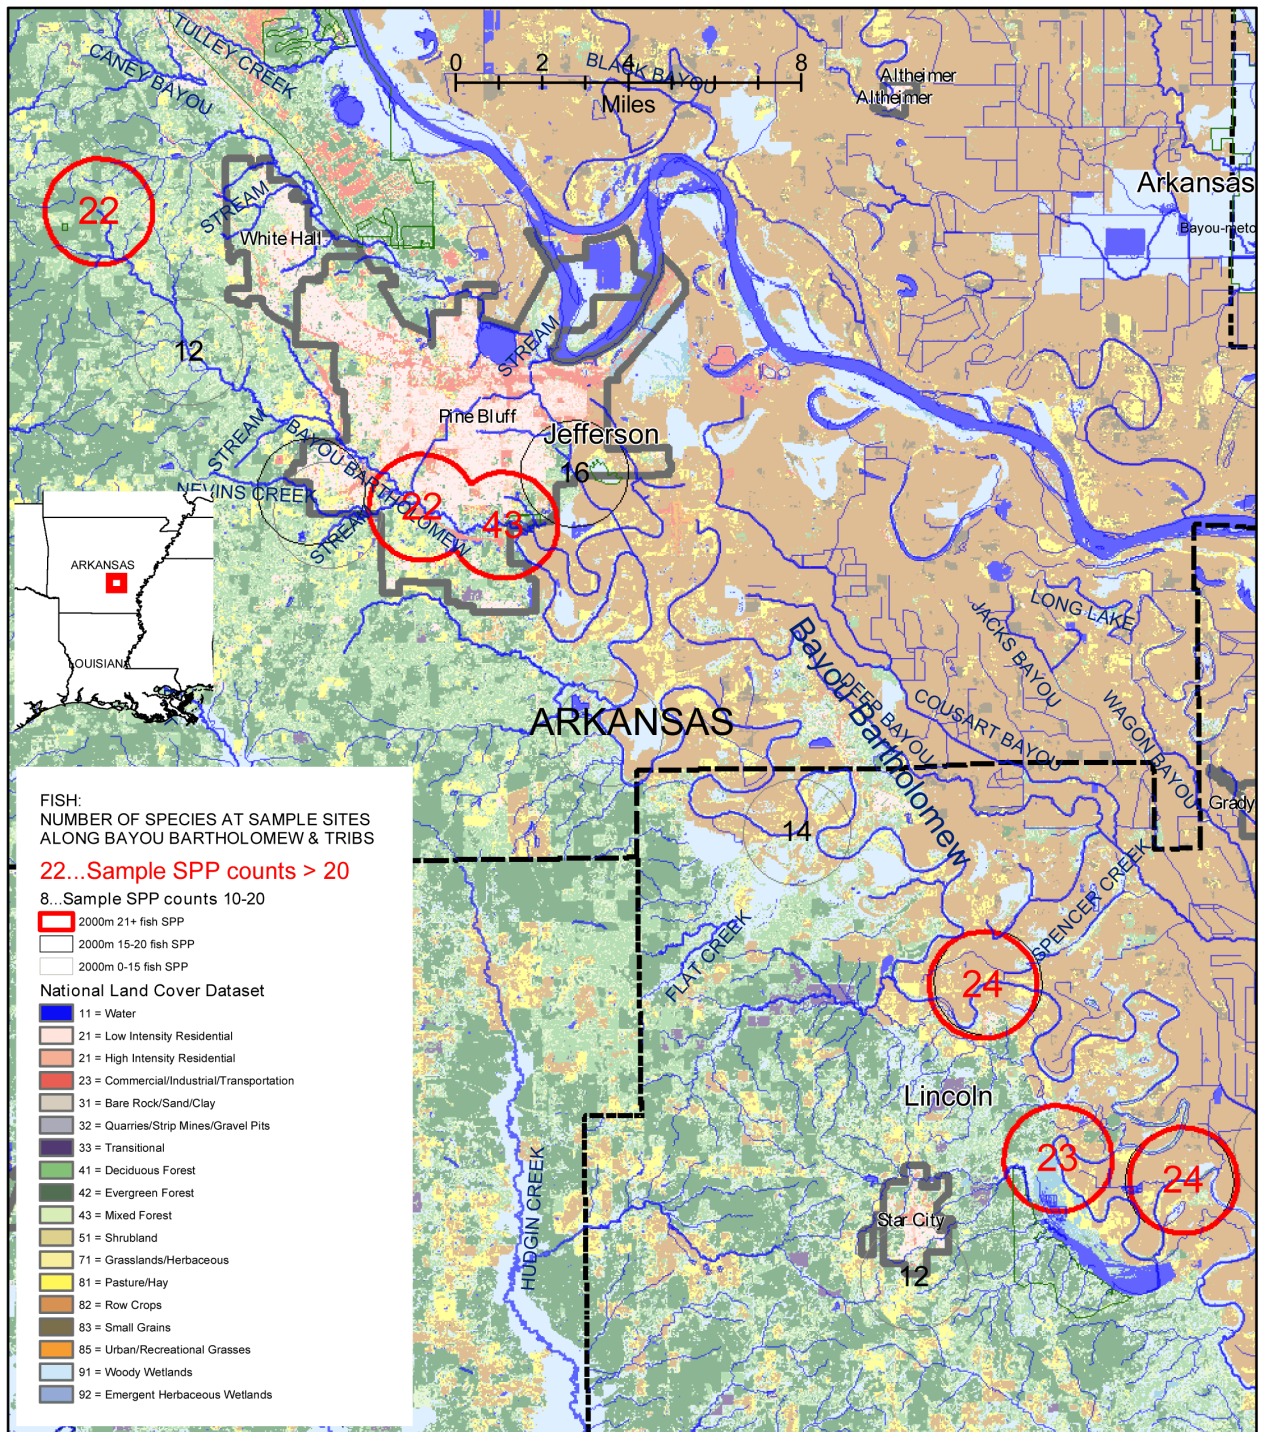 TULLEY CREEK
CANEY BAYOU
0 2 4 8
Miles
BLACK BAYOU
Altheimer
Altheimer
Arkansas
Bayou-meto
22
STREAM
White Hall
12
STREAM
Pine Bluff
Jefferson
16
STREAM
BAYOU BARTHOLOMEW
NEVINS CREEK
STREAM
22
43
ARKANSAS
LOUISIANA
LONG LAKE
JACKS BAYOU
WAGON BAYOU
Bayou Bartholomew
DEEP BAYOU
COUSART BAYOU
ARKANSAS
Grady
14
SPENCER CREEK
FLAT CREEK
24
Lincoln
23
24
HUDGIN CREEK
Star City
12
FISH:
NUMBER OF SPECIES AT SAMPLE SITES
ALONG BAYOU BARTHOLOMEW & TRIBS
22...Sample SPP counts > 20
8...Sample SPP counts 10-20
2000m 21+ fish SPP
2000m 15-20 fish SPP
2000m 0-15 fish SPP
National Land Cover Dataset
11 = Water
21 = Low Intensity Residential
21 = High Intensity Residential
23 = Commercial/Industrial/Transportation
31 = Bare Rock/Sand/Clay
32 = Quarries/Strip Mines/Gravel Pits
33 = Transitional
41 = Deciduous Forest
42 = Evergreen Forest
43 = Mixed Forest
51 = Shrubland
71 = Grasslands/Herbaceous
81 = Pasture/Hay
82 = Row Crops
83 = Small Grains
85 = Urban/Recreational Grasses
91 = Woody Wetlands
92 = Emergent Herbaceous Wetlands